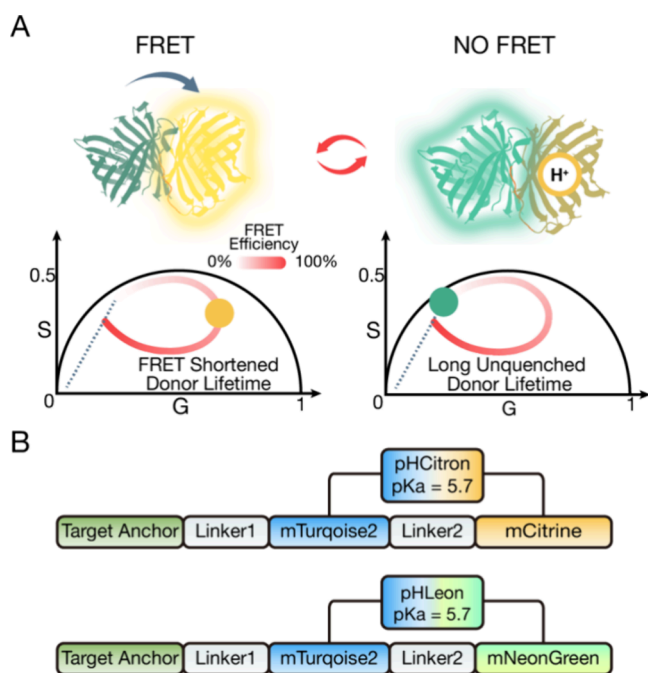 A
FRET
NO FRET
H+
FRET
Efficiency
0% 100%
0.5
S
FRET Shortened
Donor Lifetime
0
G
1
0.5
S
Long Unquenched
Donor Lifetime
0
G
1
B
pHCitron
pKa = 5.7
Target Anchor Linker1 mTurqoise2 Linker2 mCitrine
pHLeon
pKa = 5.7
Target Anchor Linker1 mTurqoise2 Linker2 mNeonGreen